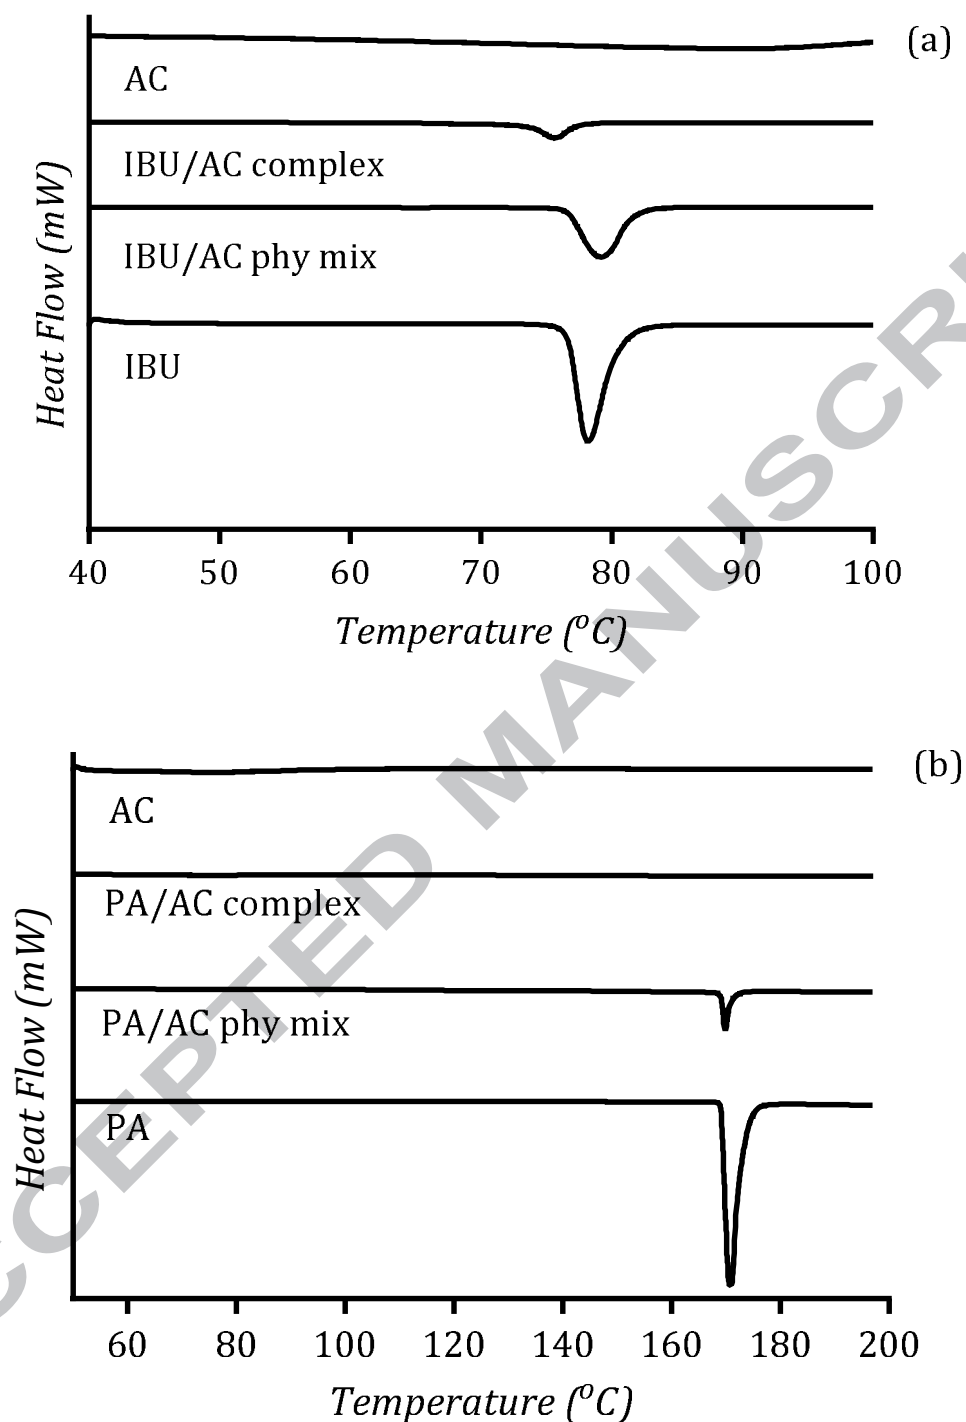 (a)
AC
IBU/AC complex
IBU/AC phy mix
IBU
Heat Flow (mW)
40 50 60 70 80 90 100
Temperature (°C)
(b)
AC
PA/AC complex
PA/AC phy mix
PA
Heat Flow (mW)
60 80 100 120 140 160 180 200
Temperature (°C)
CCEPTED MANUSCRI